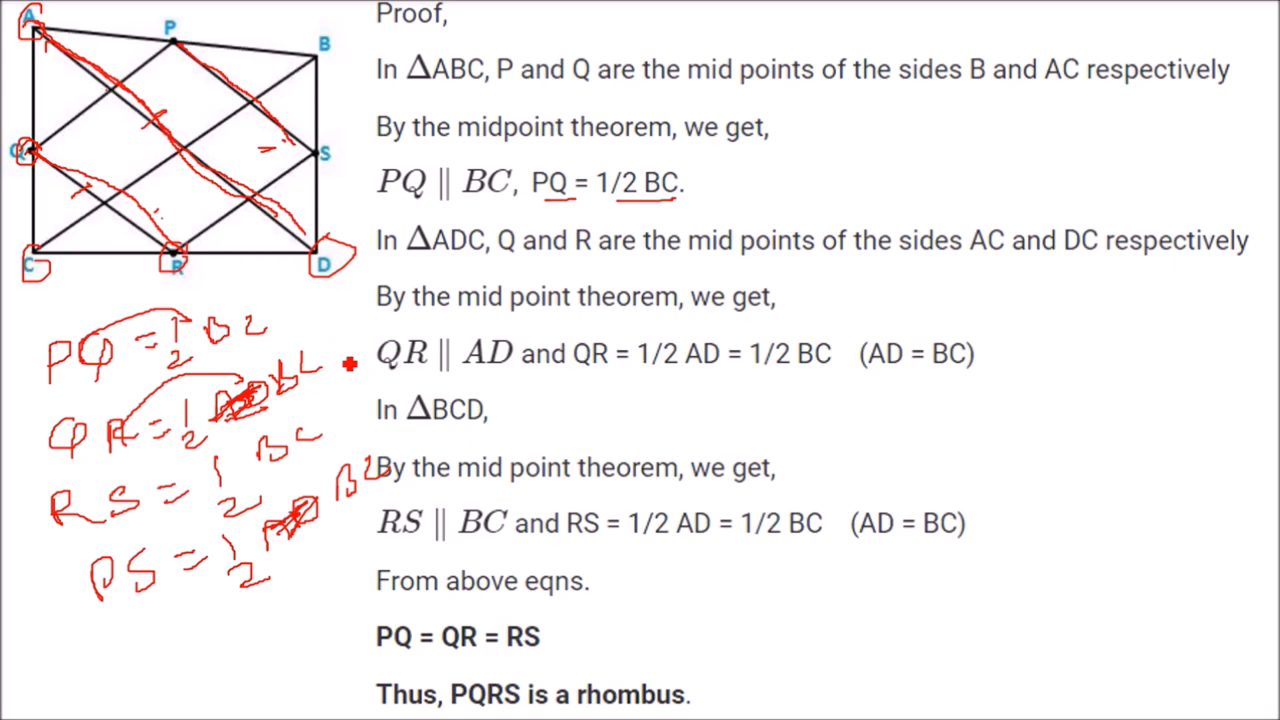 A
P
B
Q
S
C
R
D
PQ = 1/2 BC
QR = 1/2 BC
RS = 1/2 BC
PS = 1/2 BC
Proof,
In ΔABC, P and Q are the mid points of the sides B and AC respectively
By the midpoint theorem, we get,
PQ ∥ BC, PQ = 1/2 BC.
In ΔADC, Q and R are the mid points of the sides AC and DC respectively
By the mid point theorem, we get,
QR ∥ AD and QR = 1/2 AD = 1/2 BC (AD = BC)
In ΔBCD,
By the mid point theorem, we get,
RS ∥ BC and RS = 1/2 AD = 1/2 BC (AD = BC)
From above eqns.
PQ = QR = RS
Thus, PQRS is a rhombus.